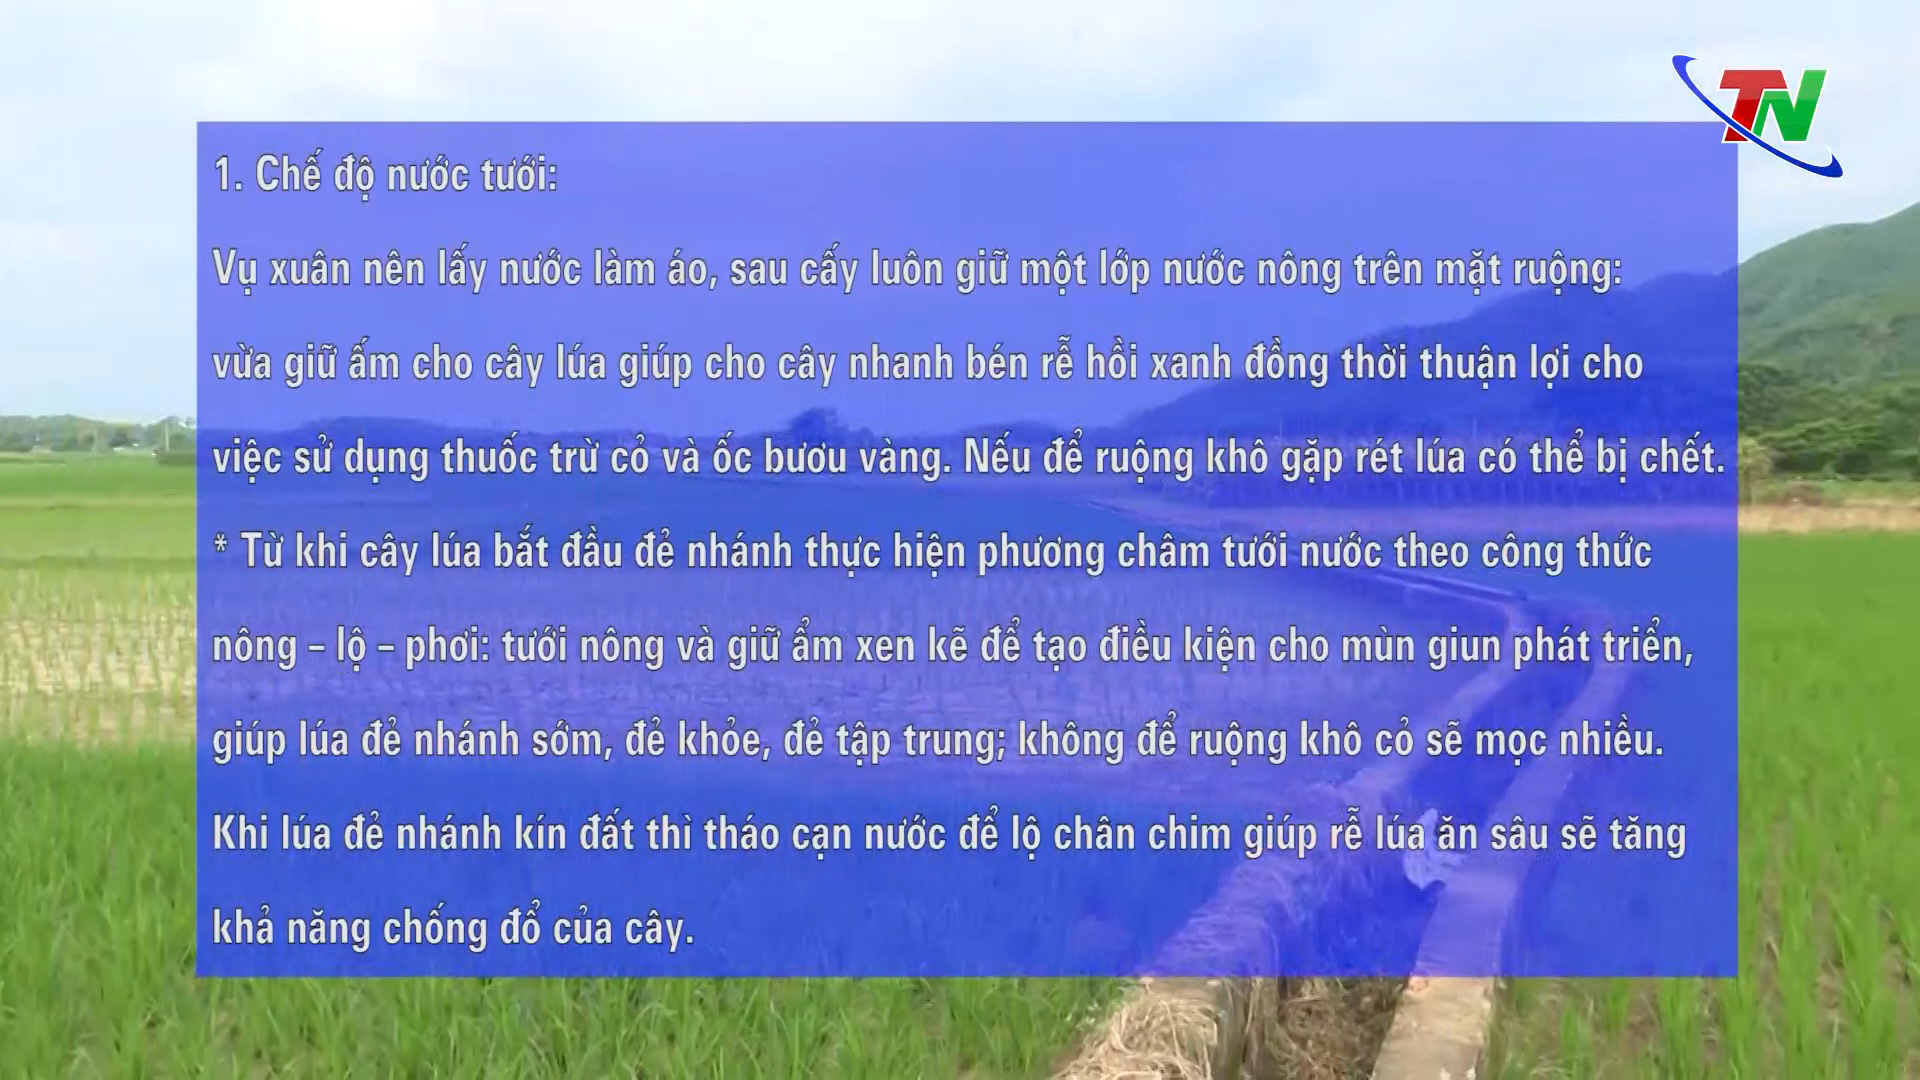 TN
1. Chế độ nước tưới:
Vụ xuân nên lấy nước làm áo, sau cấy luôn giữ một lớp nước nông trên mặt ruộng:
vừa giữ ấm cho cây lúa giúp cho cây nhanh bén rễ hồi xanh đồng thời thuận lợi cho
việc sử dụng thuốc trừ cỏ và ốc bươu vàng. Nếu để ruộng khô gặp rét lúa có thể bị chết.
* Từ khi cây lúa bắt đầu đẻ nhánh thực hiện phương châm tưới nước theo công thức
nông – lộ – phơi: tưới nông và giữ ẩm xen kẽ để tạo điều kiện cho mùn giun phát triển,
giúp lúa đẻ nhánh sớm, đẻ khỏe, đẻ tập trung; không để ruộng khô cỏ sẽ mọc nhiều.
Khi lúa đẻ nhánh kín đất thì tháo cạn nước để lộ chân chim giúp rễ lúa ăn sâu sẽ tăng
khả năng chống đổ của cây.